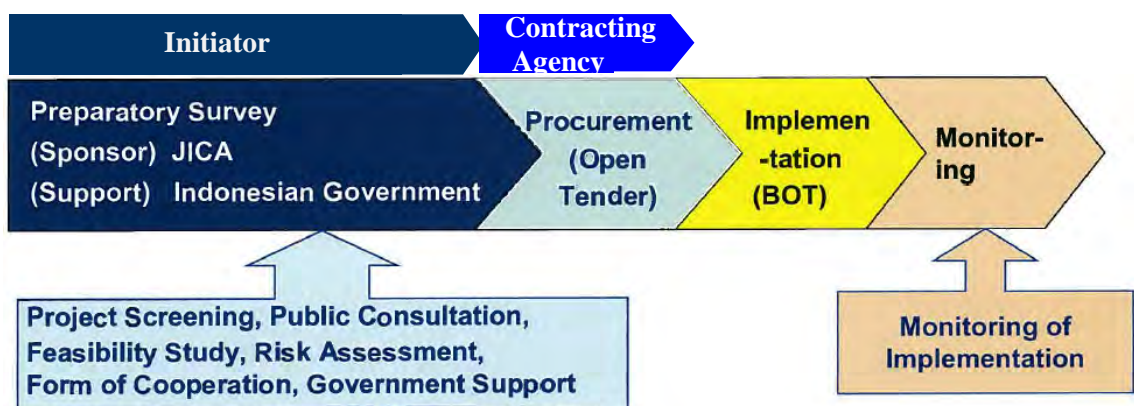 Initiator
Contracting
Agency
Preparatory Survey
(Sponsor) JICA
(Support) Indonesian Government
Procurement
(Open
Tender)
Implemen
-tation
(BOT)
Monitor-
ing
Project Screening, Public Consultation,
Feasibility Study, Risk Assessment,
Form of Cooperation, Government Support
Monitoring of
Implementation